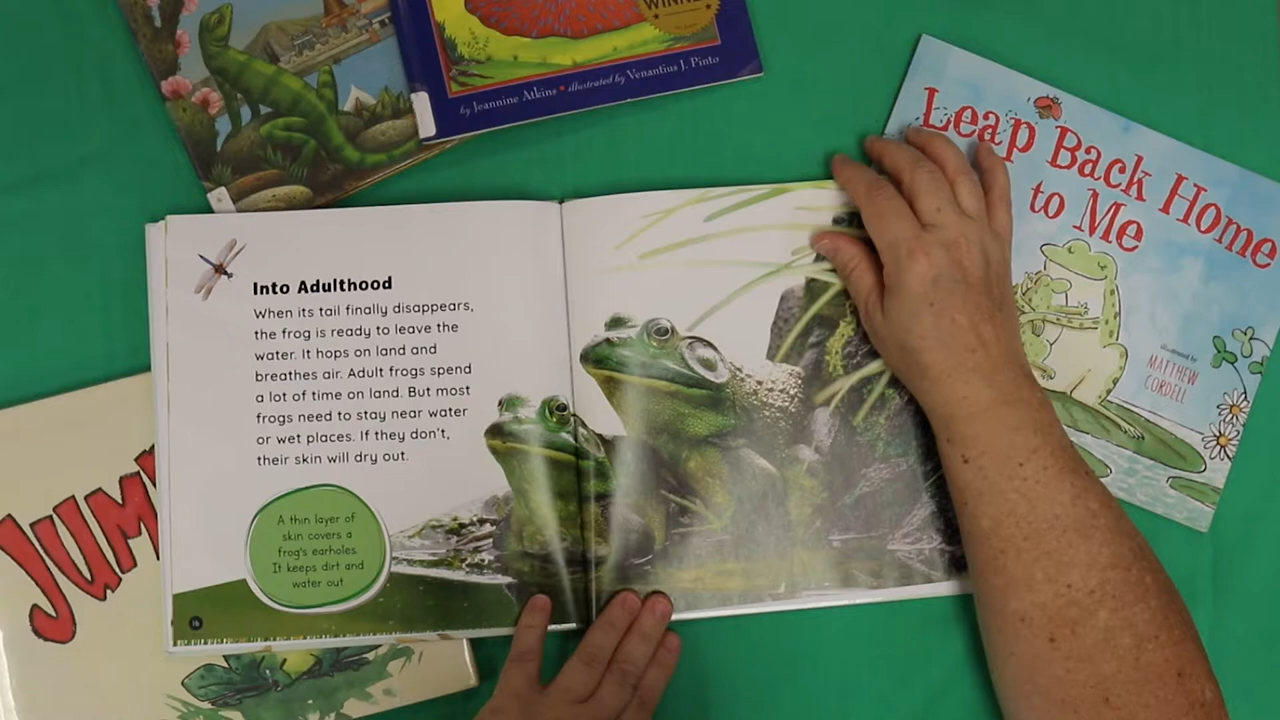 WINNE
by Jeannine Atkins • illustrated by Venantius J. Pinto
Leap Back Home
to Me
illustrated by
MATTHEW
CORDELL
Into Adulthood
When its tail finally disappears,
the frog is ready to leave the
water. It hops on land and
breathes air. Adult frogs spend
a lot of time on land. But most
frogs need to stay near water
or wet places. If they don't,
their skin will dry out.
A thin layer of
skin covers a
frog's earholes.
It keeps dirt and
water out
16
JUM